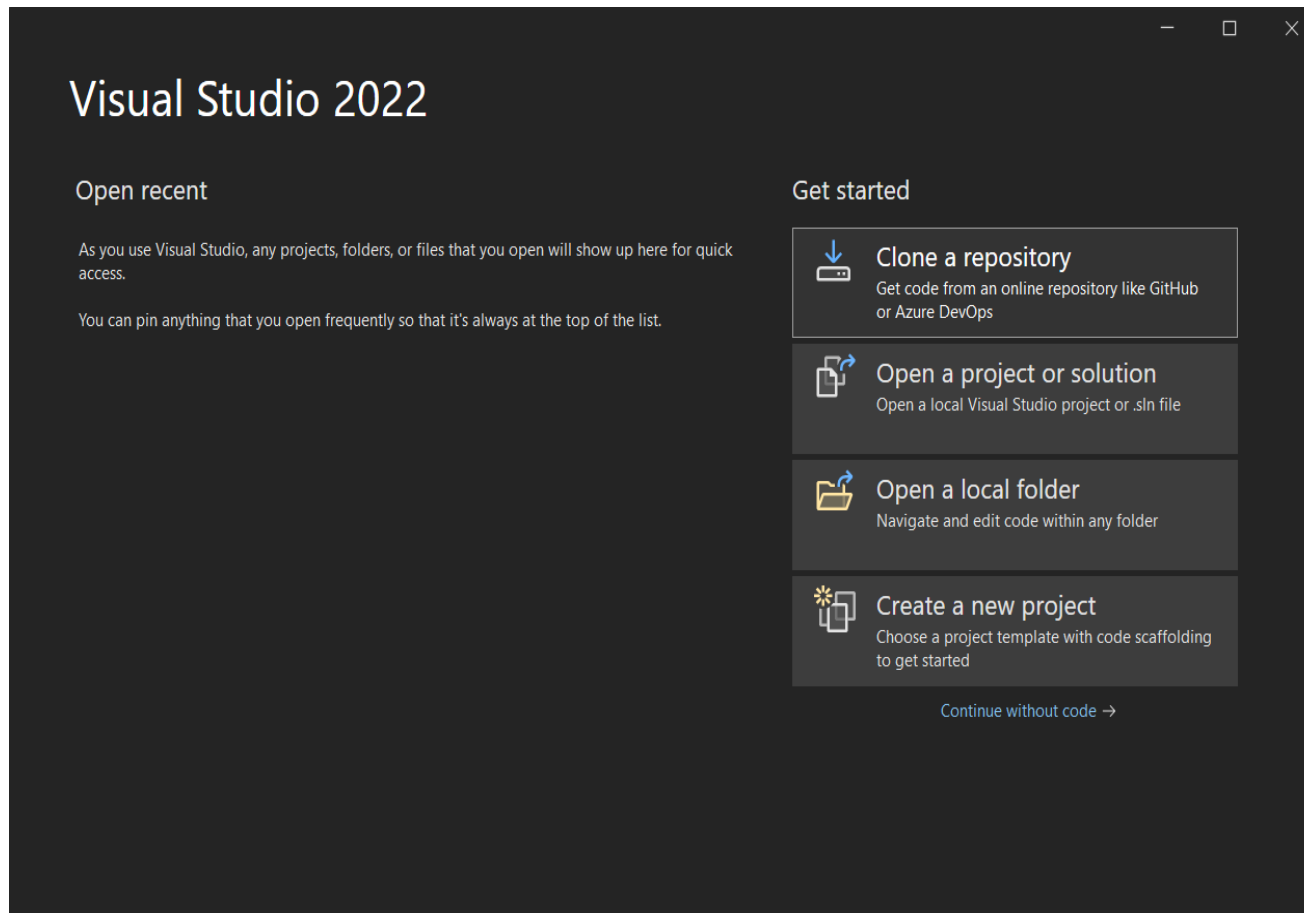 Visual Studio 2022
Open recent
As you use Visual Studio, any projects, folders, or files that you open will show up here for quick
access.
You can pin anything that you open frequently so that it's always at the top of the list.
Get started
Clone a repository
Get code from an online repository like GitHub
or Azure DevOps
Open a project or solution
Open a local Visual Studio project or .sln file
Open a local folder
Navigate and edit code within any folder
Create a new project
Choose a project template with code scaffolding
to get started
Continue without code →